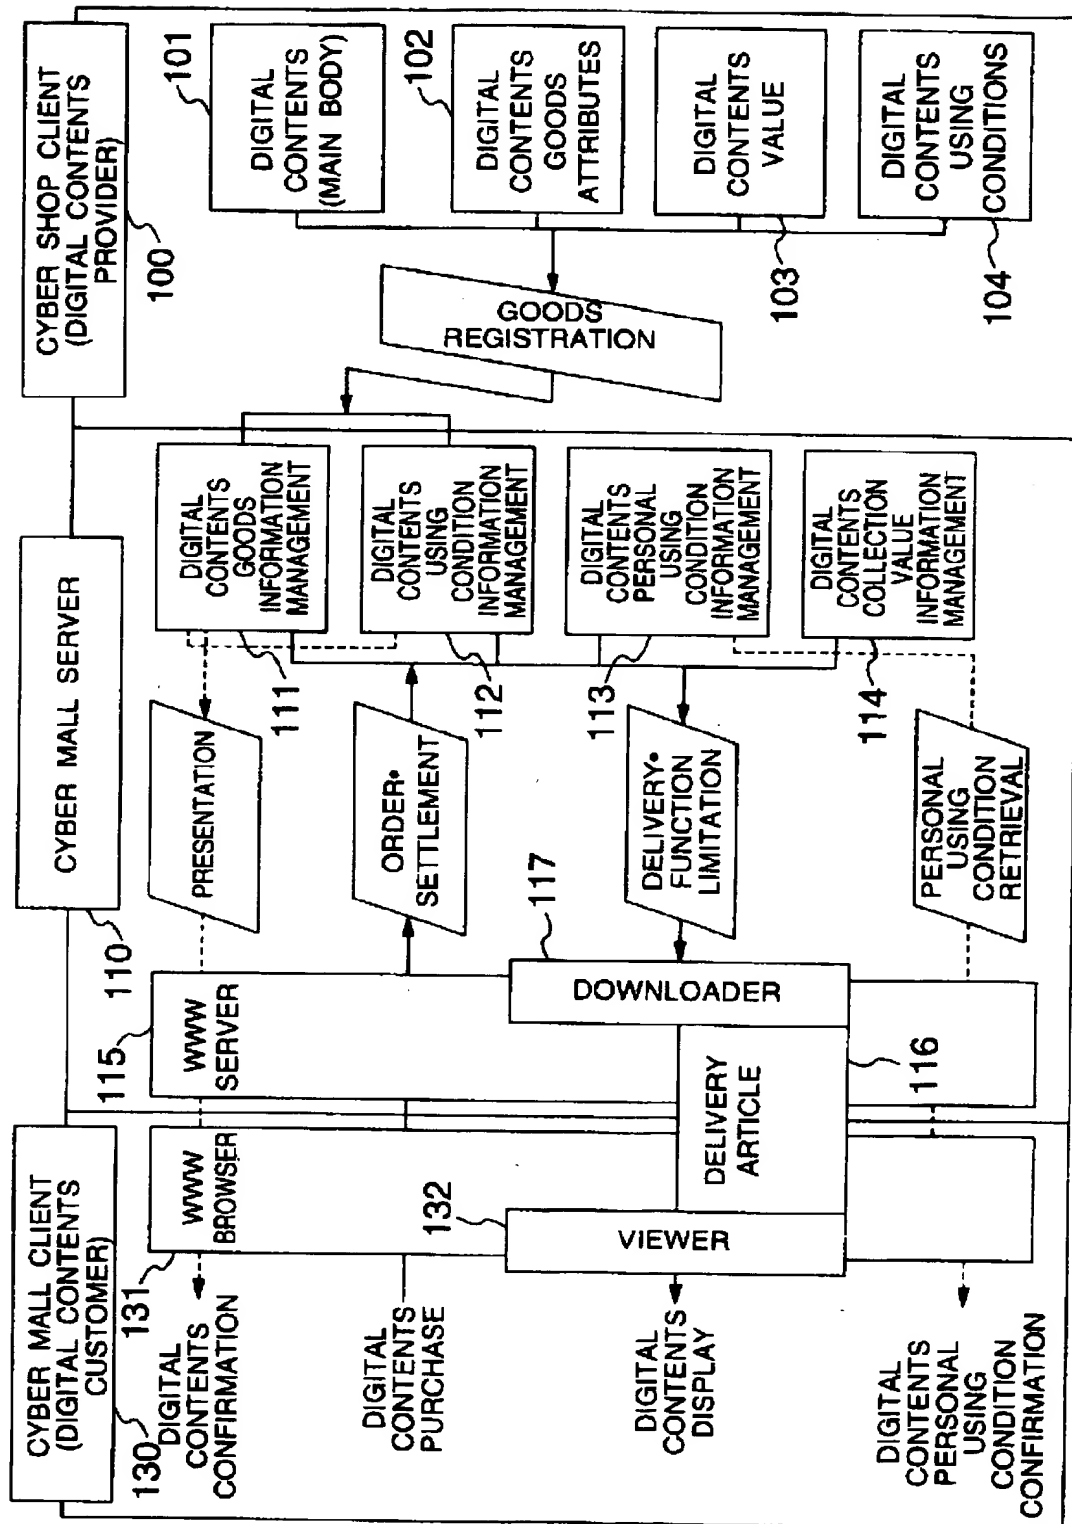 CYBER MALL CLIENT
(DIGITAL CONTENTS
CUSTOMER)
130
CYBER MALL SERVER
110
CYBER SHOP CLIENT
(DIGITAL CONTENTS
PROVIDER)
100
131
DIGITAL
CONTENTS
CONFIRMATION
WWW
BROWSER
115
WWW
SERVER
PRESENTATION
111
DIGITAL
CONTENTS
GOODS
INFORMATION
MANAGEMENT
101
DIGITAL
CONTENTS
(MAIN BODY)
DIGITAL
CONTENTS
PURCHASE
ORDER•
SETTLEMENT
112
DIGITAL
CONTENTS
USING
CONDITION
INFORMATION
MANAGEMENT
GOODS
REGISTRATION
102
DIGITAL
CONTENTS
GOODS
ATTRIBUTES
132
DIGITAL
CONTENTS
DISPLAY
VIEWER
DELIVERY
ARTICLE
116
117
DOWNLOADER
DELIVERY•
FUNCTION
LIMITATION
113
DIGITAL
CONTENTS
PERSONAL
USING
CONDITION
INFORMATION
MANAGEMENT
DIGITAL
CONTENTS
VALUE
103
DIGITAL
CONTENTS
PERSONAL
USING
CONDITION
CONFIRMATION
PERSONAL
USING
CONDITION
RETRIEVAL
114
DIGITAL
CONTENTS
COLLECTION
VALUE
INFORMATION
MANAGEMENT
DIGITAL
CONTENTS
USING
CONDITIONS
104